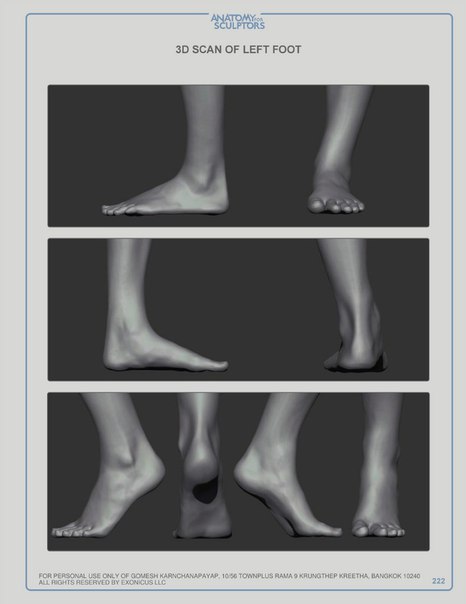 ANATOMY FOR
SCULPTORS
3D SCAN OF LEFT FOOT
FOR PERSONAL USE ONLY OF GOMESH KARNCHANAPAYAP, 10/56 TOWNPLUS RAMA 9 KRUNGTHEP KREETHA, BANGKOK 10240
ALL RIGHTS RESERVED BY EXONICUS LLC
222